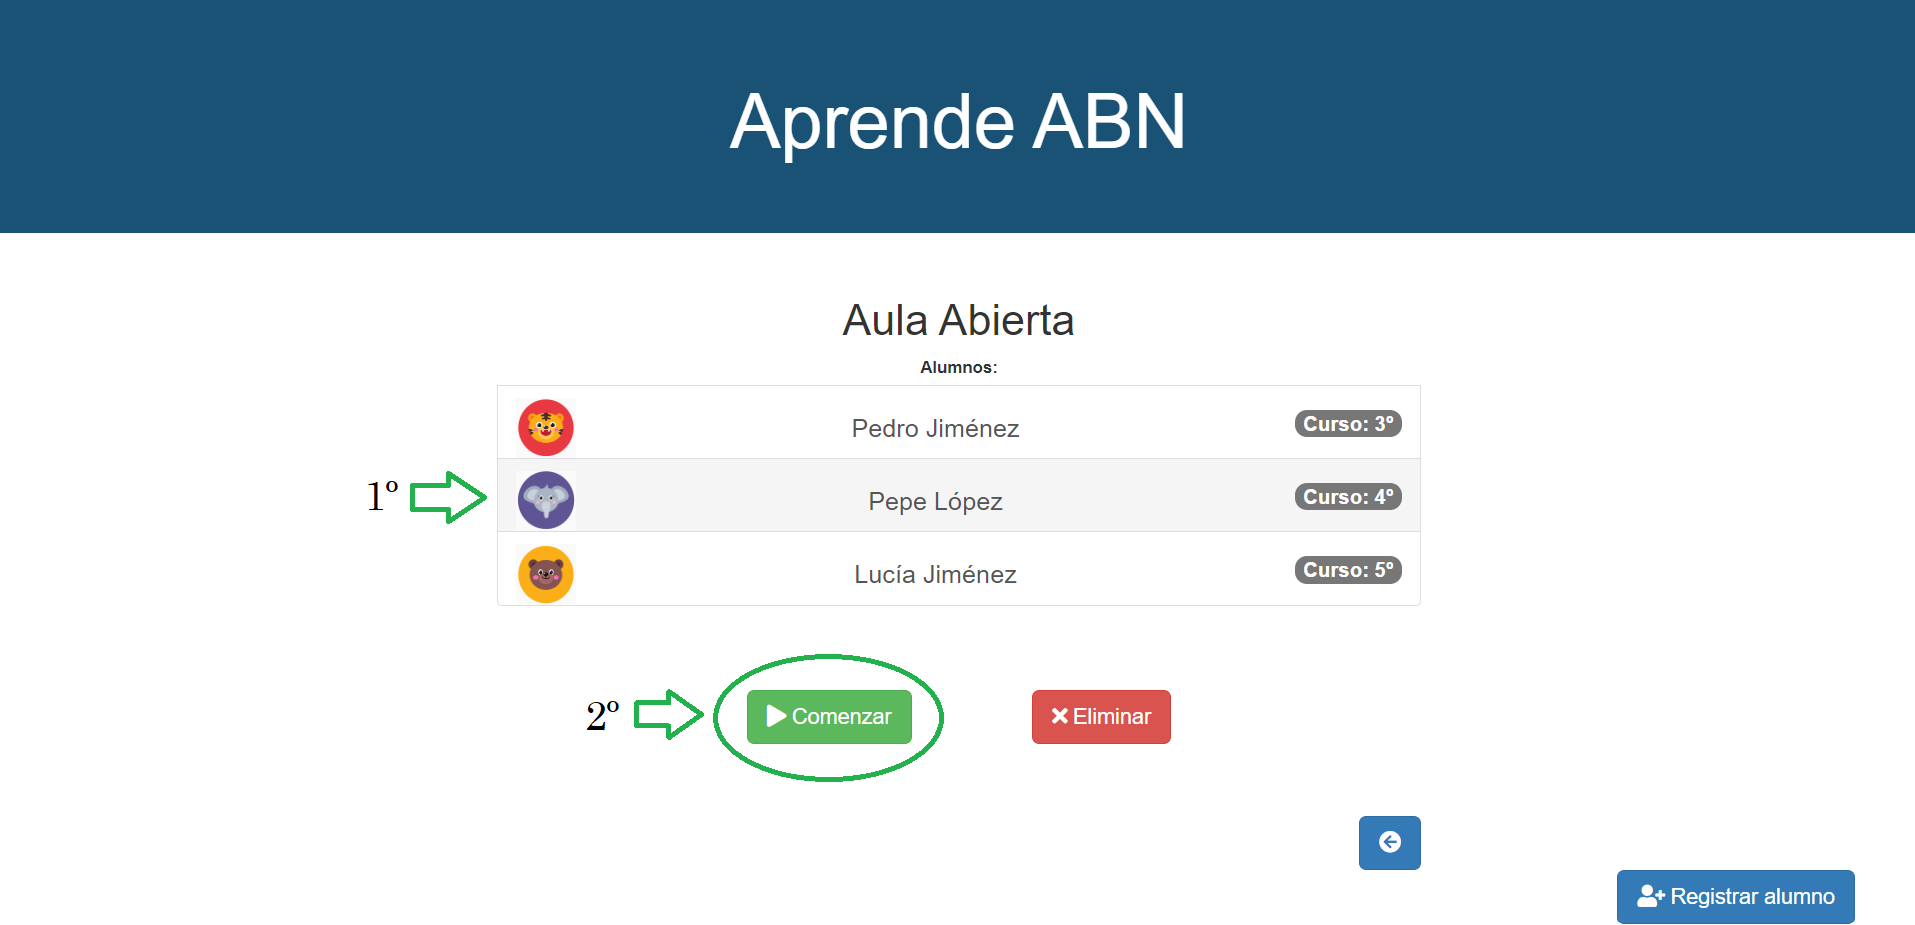 Aprende ABN
Aula Abierta
Alumnos:
Pedro Jiménez Curso: 3º
1º Pepe López Curso: 4º
Lucía Jiménez Curso: 5º
2º Comenzar Eliminar
Registrar alumno